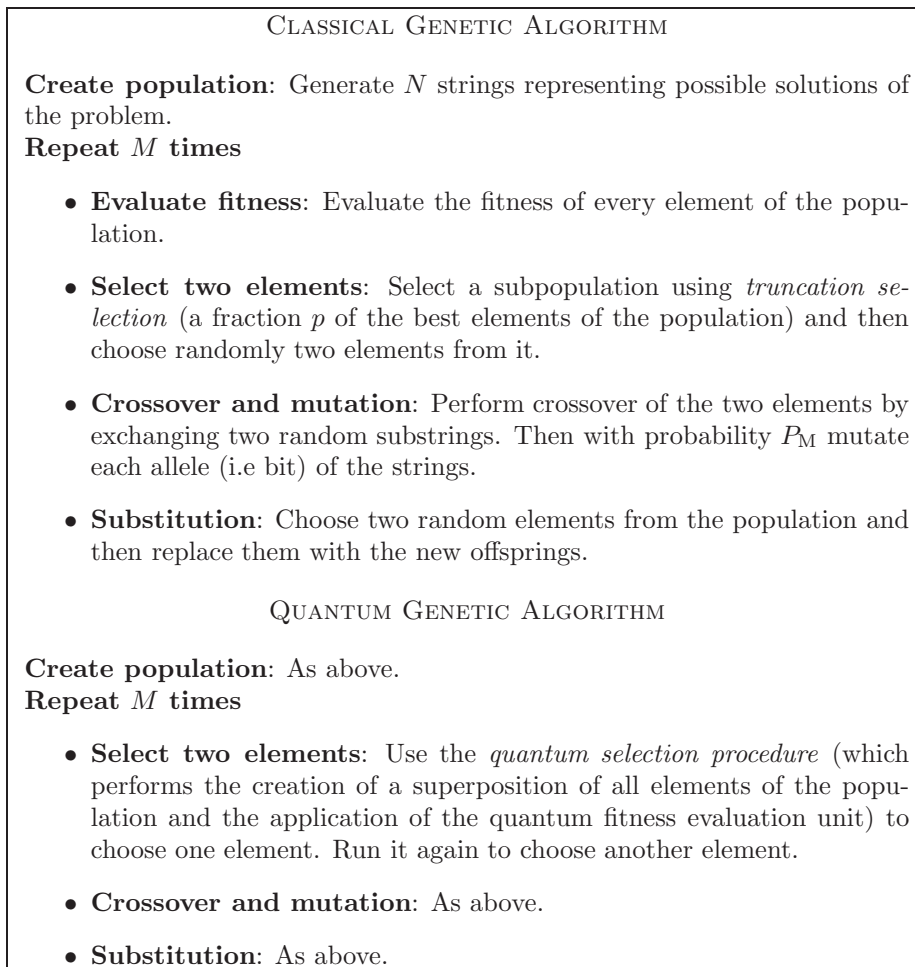 CLASSICAL GENETIC ALGORITHM
Create population: Generate N strings representing possible solutions of
the problem.
Repeat M times
• Evaluate fitness: Evaluate the fitness of every element of the popu-
lation.
• Select two elements: Select a subpopulation using truncation se-
lection (a fraction p of the best elements of the population) and then
choose randomly two elements from it.
• Crossover and mutation: Perform crossover of the two elements by
exchanging two random substrings. Then with probability P_M mutate
each allele (i.e bit) of the strings.
• Substitution: Choose two random elements from the population and
then replace them with the new offsprings.
QUANTUM GENETIC ALGORITHM
Create population: As above.
Repeat M times
• Select two elements: Use the quantum selection procedure (which
performs the creation of a superposition of all elements of the popu-
lation and the application of the quantum fitness evaluation unit) to
choose one element. Run it again to choose another element.
• Crossover and mutation: As above.
• Substitution: As above.